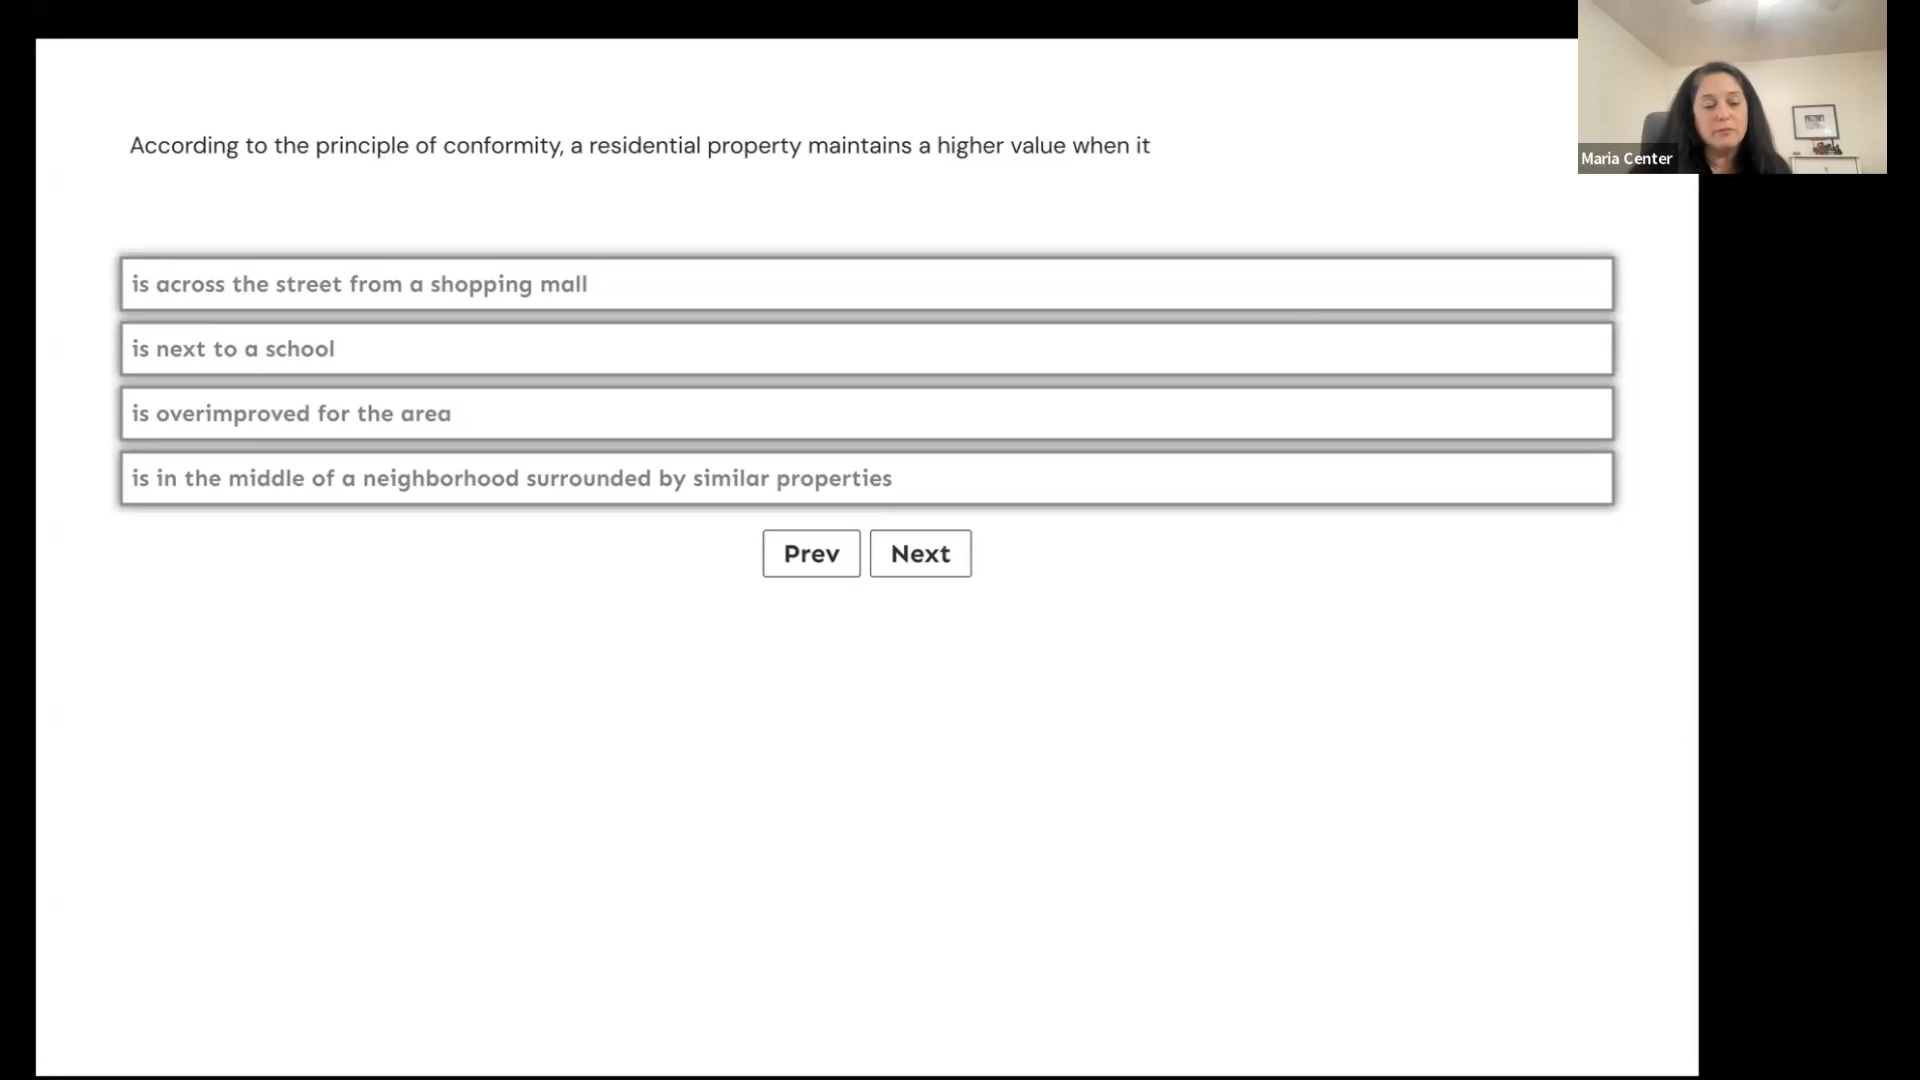 According to the principle of conformity, a residential property maintains a higher value when it
Maria Center
is across the street from a shopping mall
is next to a school
is overimproved for the area
is in the middle of a neighborhood surrounded by similar properties
Prev
Next